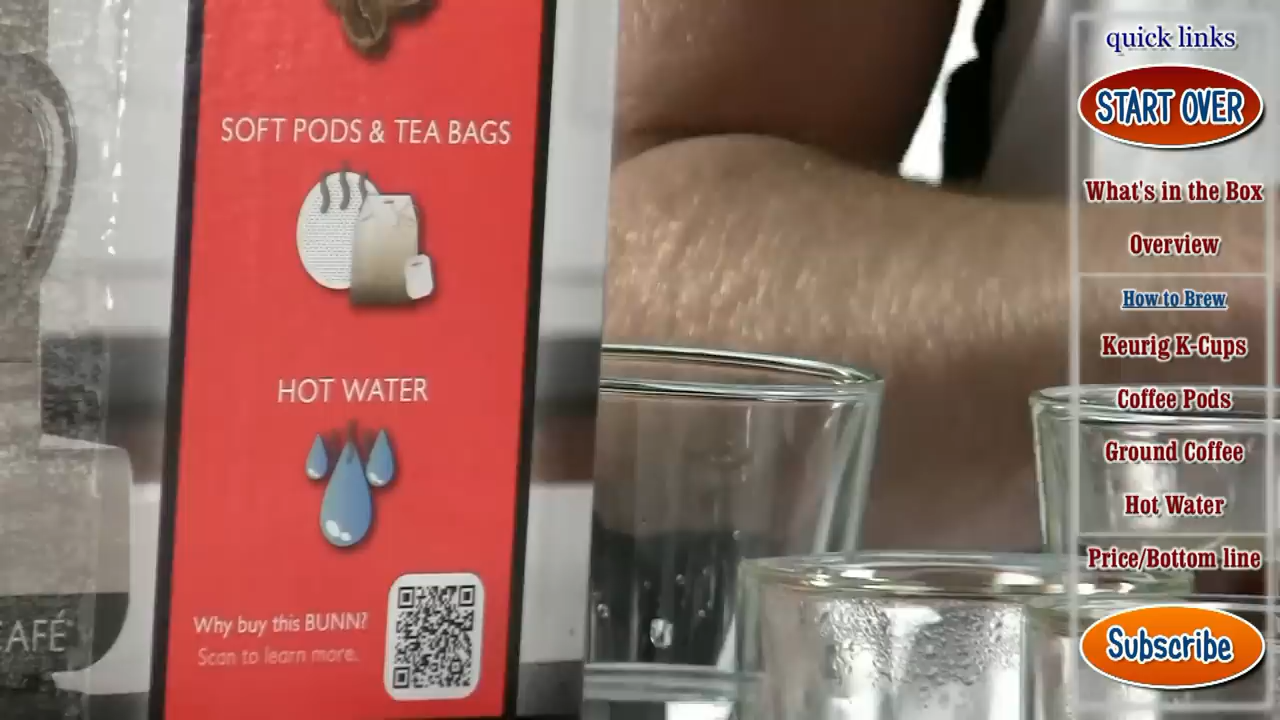 SOFT PODS & TEA BAGS
HOT WATER
Why buy this BUNN?
Scan to learn more.
CAFÉ
quick links
START OVER
What's in the Box
Overview
How to Brew
Keurig K-Cups
Coffee Pods
Ground Coffee
Hot Water
Price/Bottom line
Subscribe